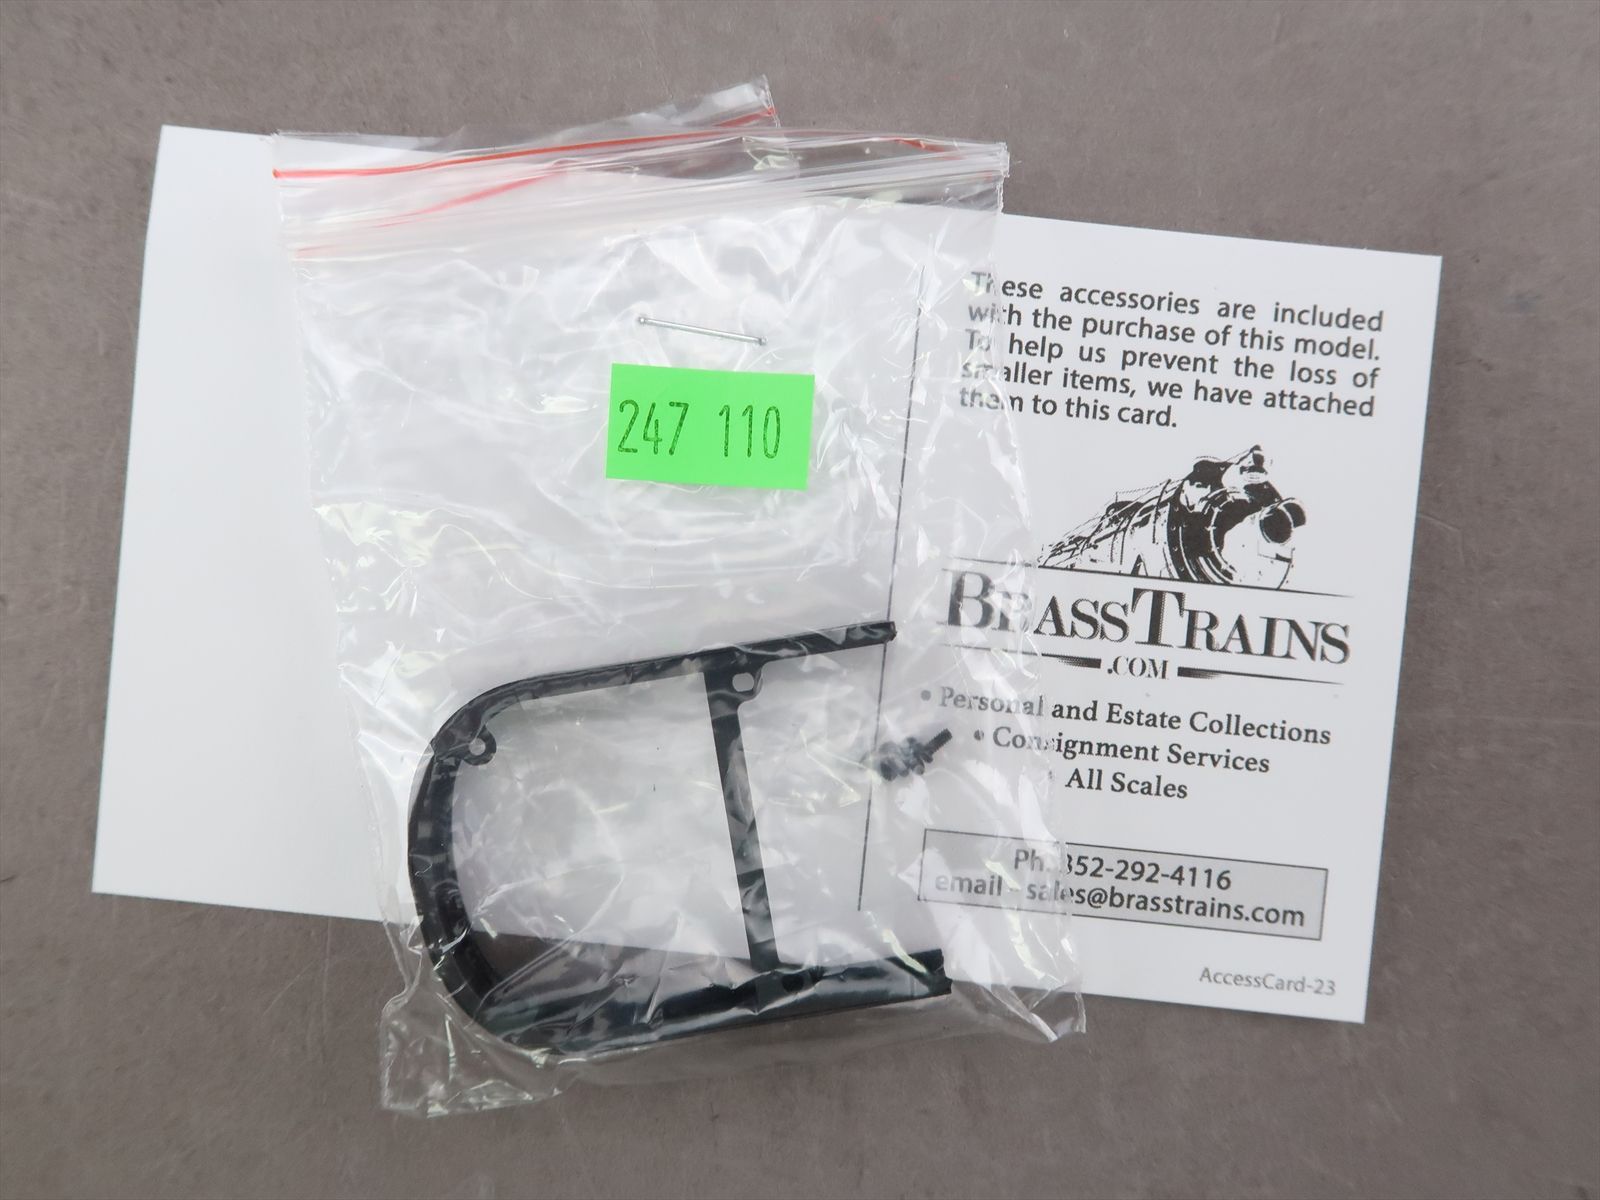 247 110
These accessories are included
with the purchase of this model.
To help us prevent the loss of
smaller items, we have attached
them to this card.
BRASSTRAINS
.COM
• Personal and Estate Collections
• Consignment Services
• All Scales
Ph. 352-292-4116
email - sales@brasstrains.com
AccessCard-23